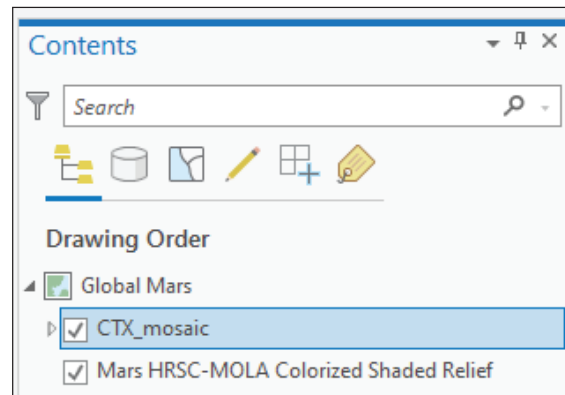 Contents
Search
Drawing Order
Global Mars
CTX_mosaic
Mars HRSC-MOLA Colorized Shaded Relief